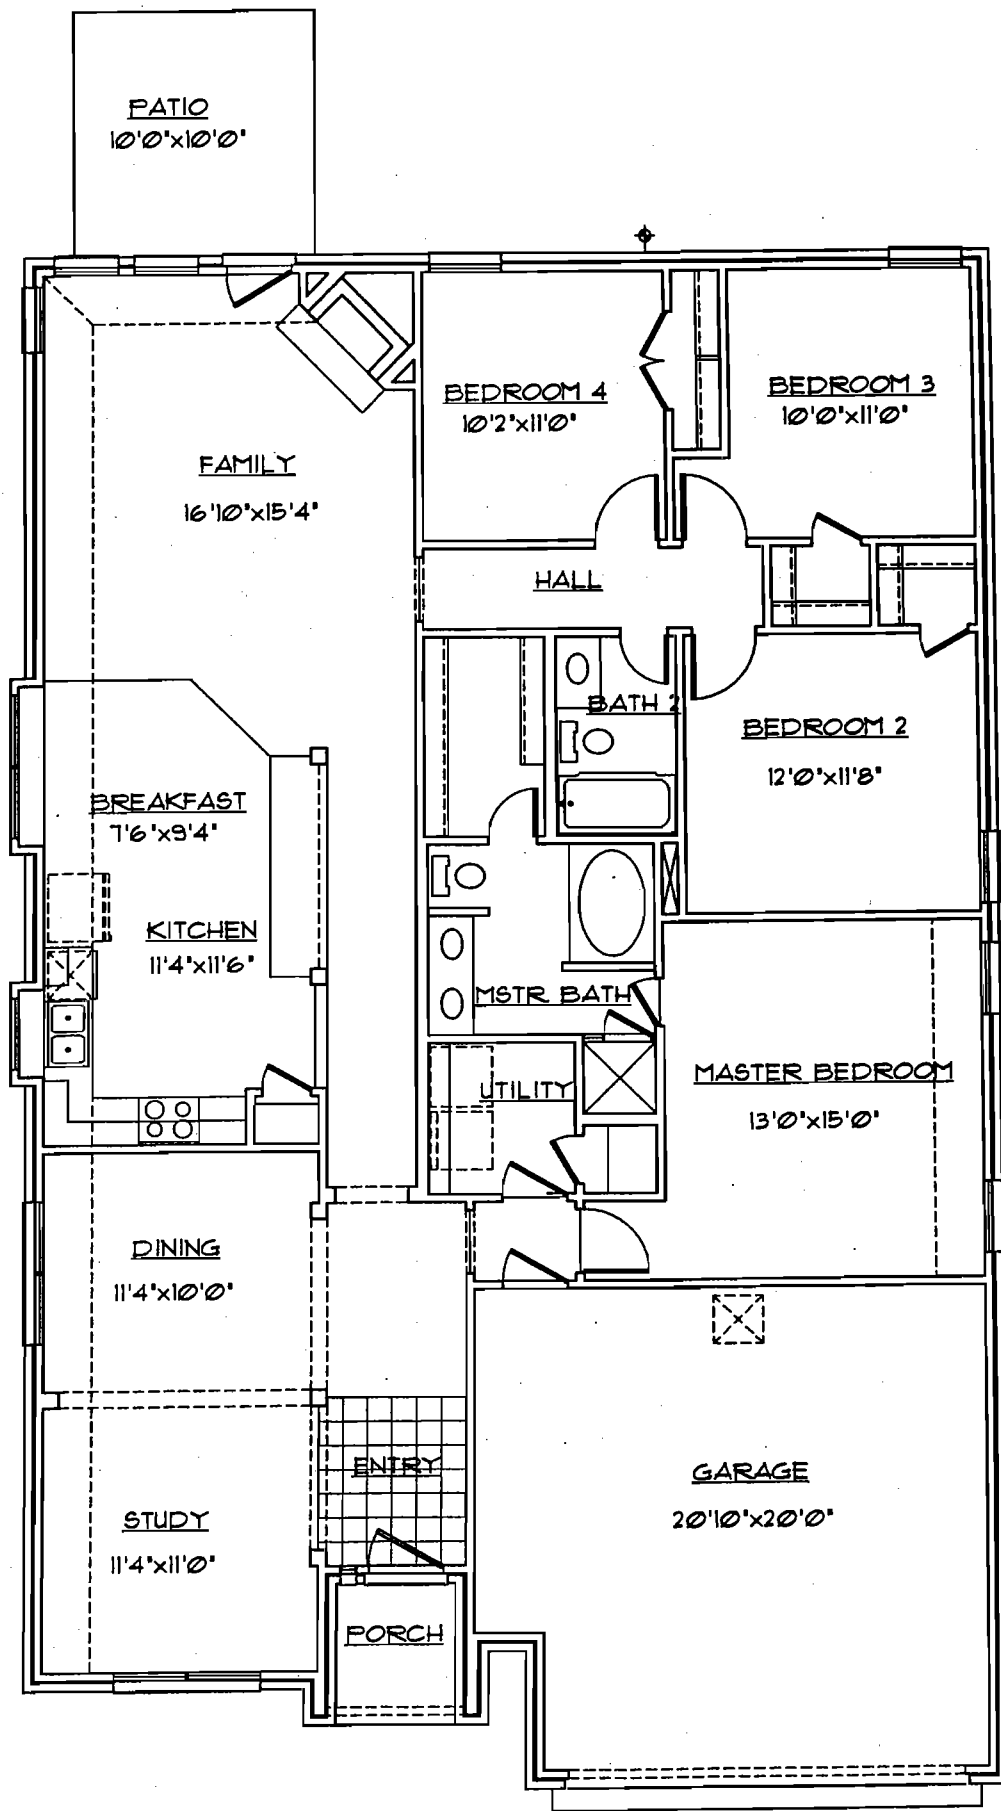 PATIO
10'0"x10'0"
BEDROOM 4
10'2"x11'0"
BEDROOM 3
10'0"x11'0"
FAMILY
16'10"x15'4"
HALL
BATH 2
BEDROOM 2
12'0"x11'8"
BREAKFAST
7'6"x9'4"
KITCHEN
11'4"x11'6"
MSTR BATH
UTILITY
MASTER BEDROOM
13'0"x15'0"
DINING
11'4"x10'0"
ENTRY
GARAGE
20'10"x20'0"
STUDY
11'4"x11'0"
PORCH